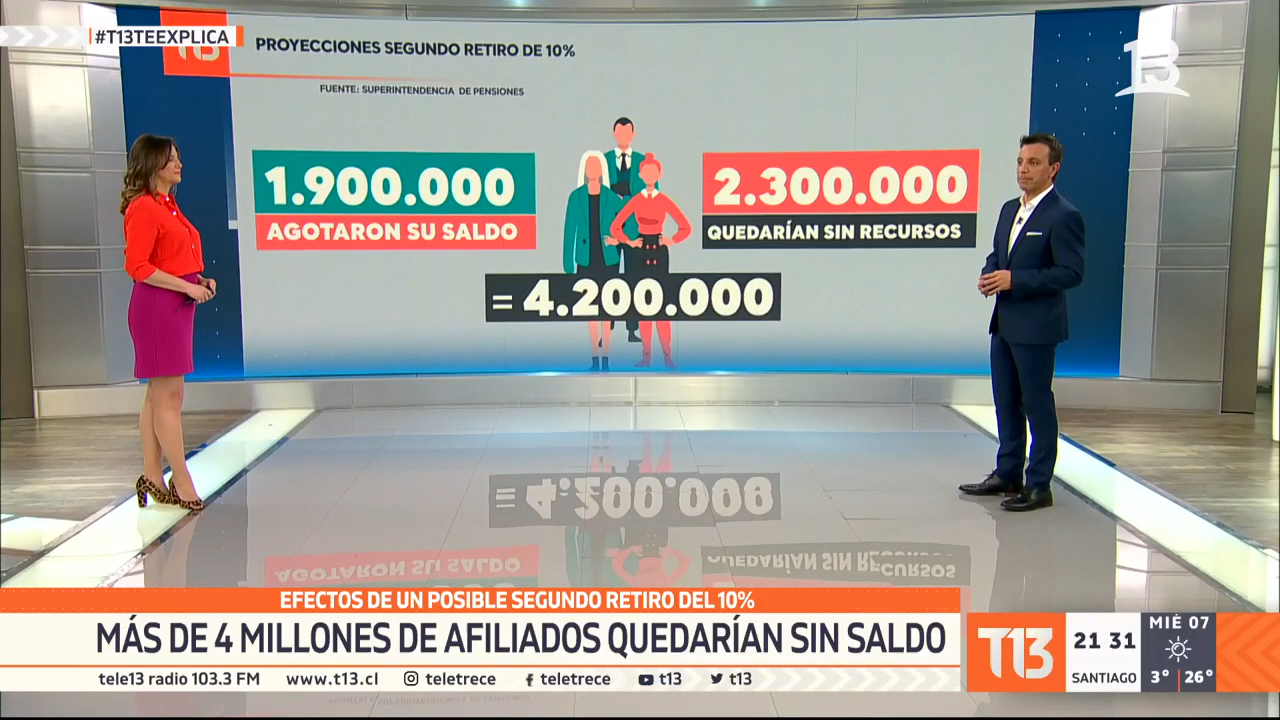 #T13TEEXPLICA
T13
PROYECCIONES SEGUNDO RETIRO DE 10%
FUENTE: SUPERINTENDENCIA DE PENSIONES
13
1.900.000
AGOTARON SU SALDO
2.300.000
QUEDARÍAN SIN RECURSOS
= 4.200.000
EFECTOS DE UN POSIBLE SEGUNDO RETIRO DEL 10%
MÁS DE 4 MILLONES DE AFILIADOS QUEDARÍAN SIN SALDO
tele13 radio 103.3 FM www.t13.cl teletrece teletrece t13 t13
T13
21 31
SANTIAGO
MIÉ 07
3° 26°